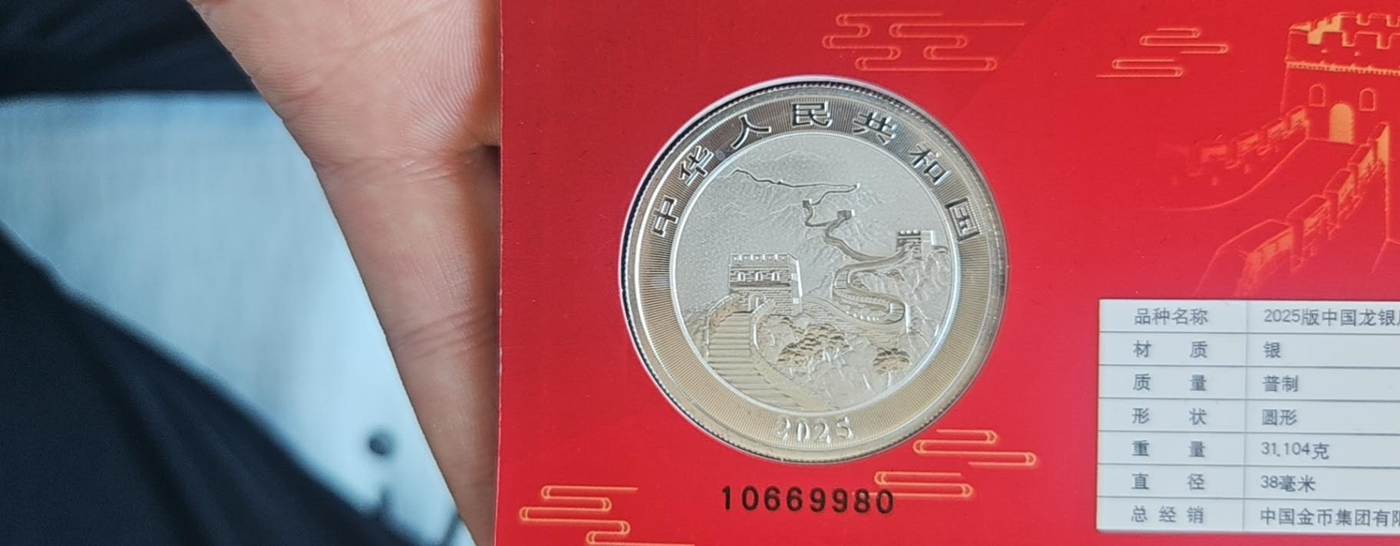 中华人民共和国
2025
10669980
品种名称 2025版中国龙银
材质 银
质量 普制
形状 圆形
重量 31.104克
直径 38毫米
总经销 中国金币集团有